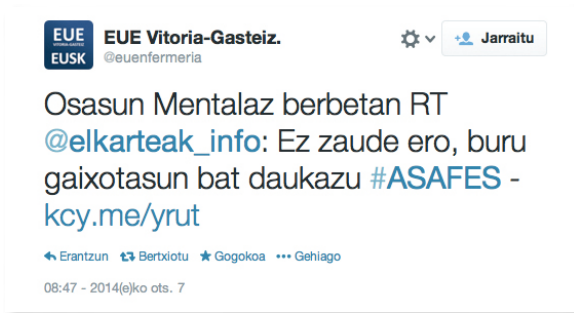 EUE
VITORIA-GASTEIZ
EUSK
EUE Vitoria-Gasteiz.
@euenfermeria
Jarraitu
Osasun Mentalaz berbetan RT
@elkarteak_info: Ez zaude ero, buru
gaixotasun bat daukazu #ASAFES -
kcy.me/yrut
Erantzun Bertxiotu Gogokoa Gehiago
08:47 - 2014(e)ko ots. 7